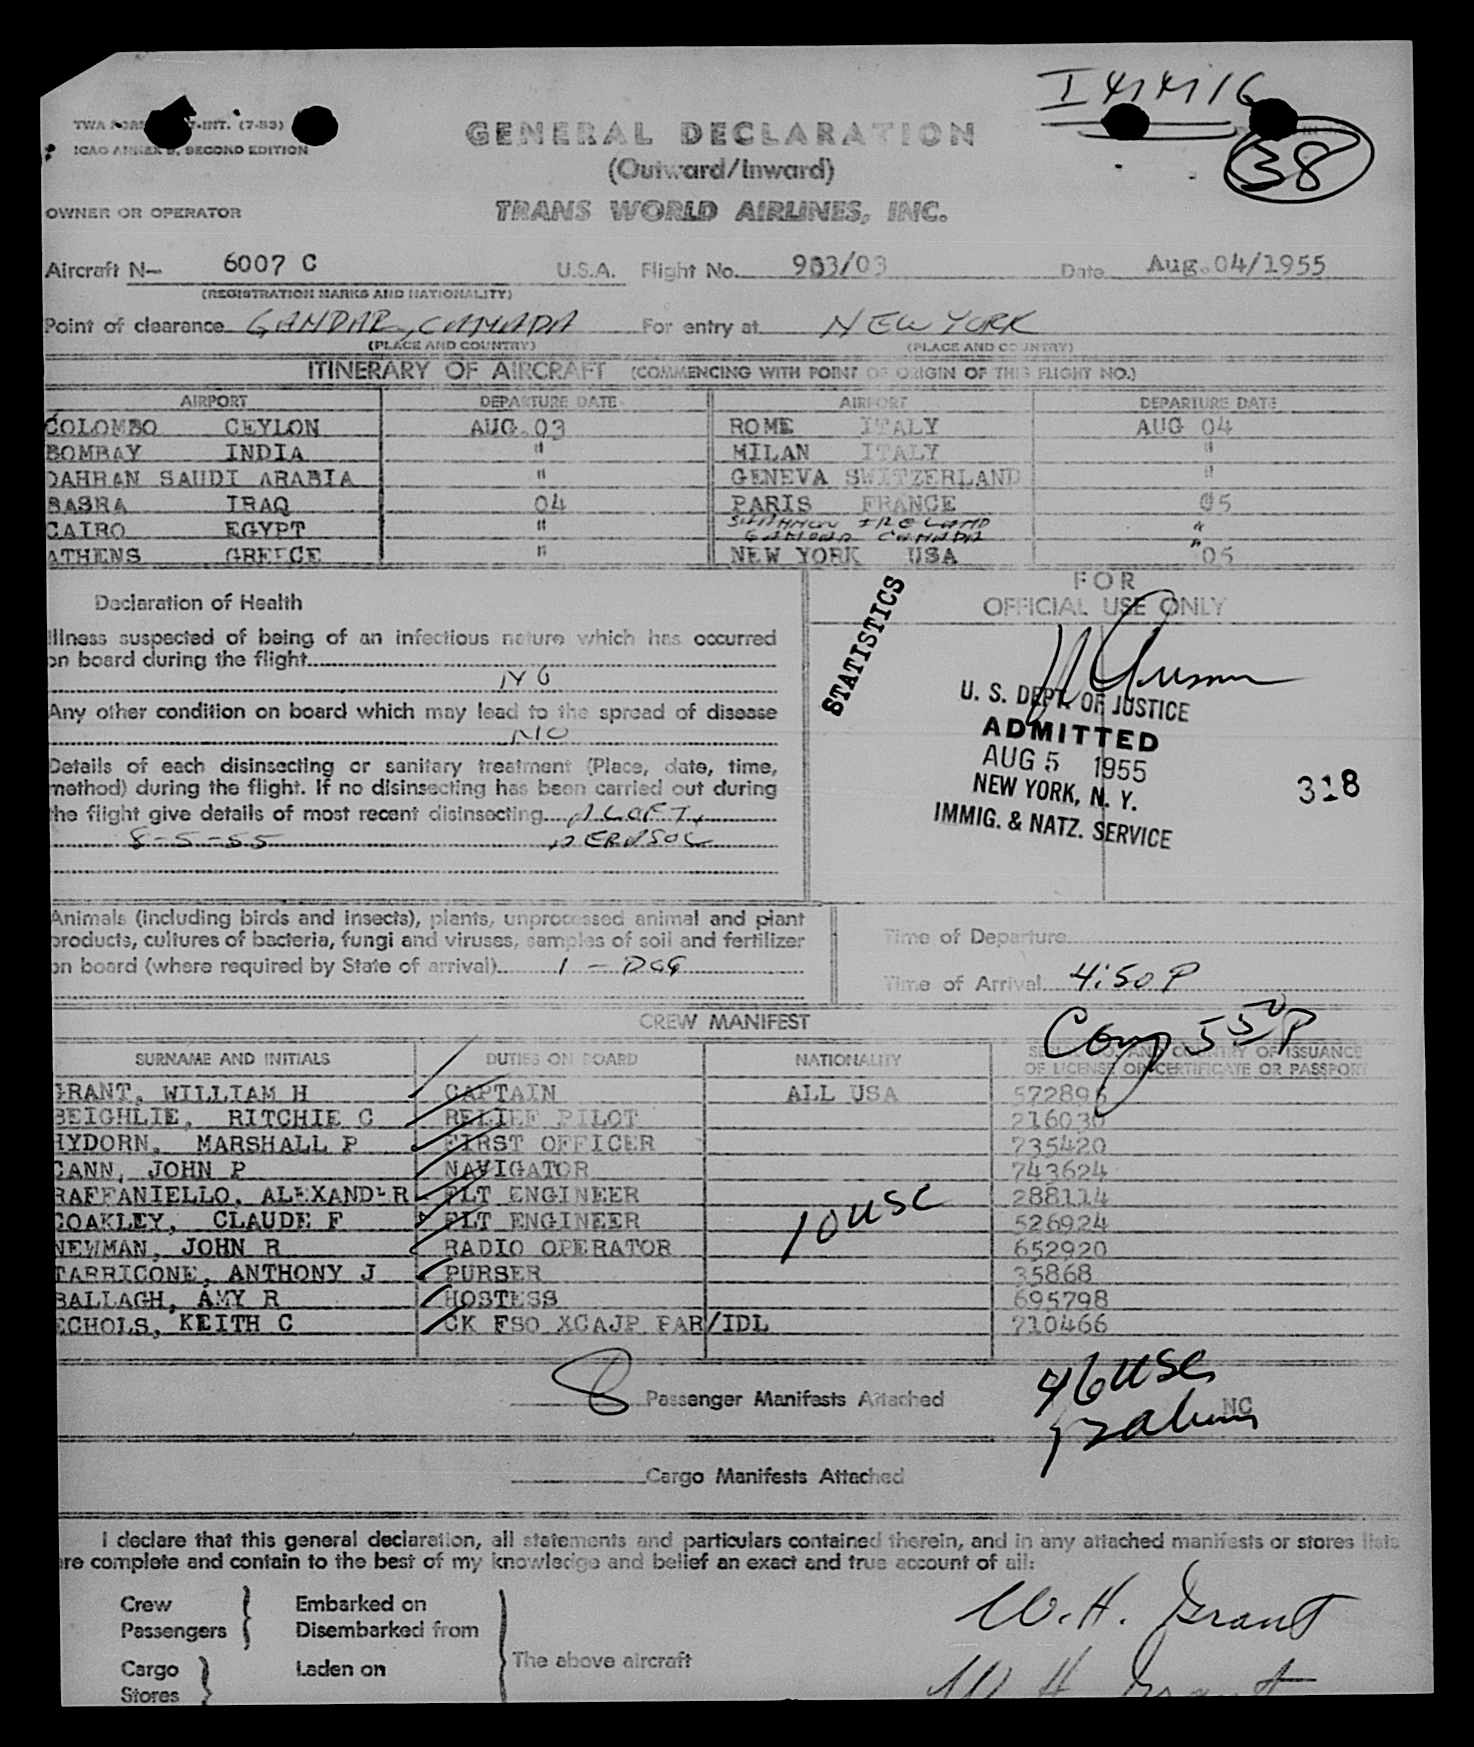 IMMIG
38
GENERAL DECLARATION
ICAO ANNEX 9, SECOND EDITION
(Outward/Inward)
OWNER OR OPERATOR TRANS WORLD AIRLINES, INC.
Aircraft N— 6007 C U.S.A. Flight No. 903/03 Date Aug.04/1955
(REGISTRATION MARKS AND NATIONALITY)
Point of clearance GANDAR, CANADA For entry at NEW YORK
(PLACE AND COUNTRY) (PLACE AND COUNTRY)
ITINERARY OF AIRCRAFT (COMMENCING WITH POINT OF ORIGIN OF THIS FLIGHT NO.)
AIRPORT DEPARTURE DATE AIRPORT DEPARTURE DATE
COLOMBO CEYLON AUG.03 ROME ITALY AUG 04
BOMBAY INDIA " MILAN ITALY "
DAHRAN SAUDI ARABIA " GENEVA SWITZERLAND "
BASRA IRAQ 04 PARIS FRANCE 05
CAIRO EGYPT " SHANNON IRELAND "
GANDAR CANADA "
ATHENS GREECE " NEW YORK USA 05
Declaration of Health
Illness suspected of being of an infectious nature which has occurred
on board during the flight
NO
Any other condition on board which may lead to the spread of disease
NO
Details of each disinsecting or sanitary treatment (Place, date, time,
method) during the flight. If no disinsecting has been carried out during
the flight give details of most recent disinsecting ALOFT,
8-5-55 AEROSOL
STATISTICS
FOR
OFFICIAL USE ONLY
U. S. DEPT. OF JUSTICE
ADMITTED
AUG 5 1955
NEW YORK, N. Y.
IMMIG. & NATZ. SERVICE
318
Animals (including birds and insects), plants, unprocessed animal and plant
products, cultures of bacteria, fungi and viruses, samples of soil and fertilizer
on board (where required by State of arrival) 1 - DOG
Time of Departure
Time of Arrival 4:50 P
Comp 550 P
CREW MANIFEST
SURNAME AND INITIALS DUTIES ON BOARD NATIONALITY SERIAL NO. AND COUNTRY OF ISSUANCE
OF LICENSE OR CERTIFICATE OR PASSPORT
GRANT, WILLIAM H CAPTAIN ALL USA 572896
BEIGHLIE, RITCHIE C RELIEF PILOT 216030
HYDORN, MARSHALL P FIRST OFFICER 735420
CANN, JOHN P NAVIGATOR 743624
RAFFANIELLO, ALEXANDER FLT ENGINEER 288114
COAKLEY, CLAUDE F FLT ENGINEER 526924
NEWMAN, JOHN R RADIO OPERATOR 652920
TARRICONE, ANTHONY J PURSER 35868
BALLAGH, AMY R HOSTESS 695798
ECHOLS, KEITH C CK FSO XCAJP PAR/IDL 710466
10 USC
8 Passenger Manifests Attached
46 USC
NC
Cargo Manifests Attached
I declare that this general declaration, all statements and particulars contained therein, and in any attached manifests or stores lists
are complete and contain to the best of my knowledge and belief an exact and true account of all:
Crew Embarked on
Passengers Disembarked from
The above aircraft
Cargo Laden on
Stores
W. H. Grant
W H Grant